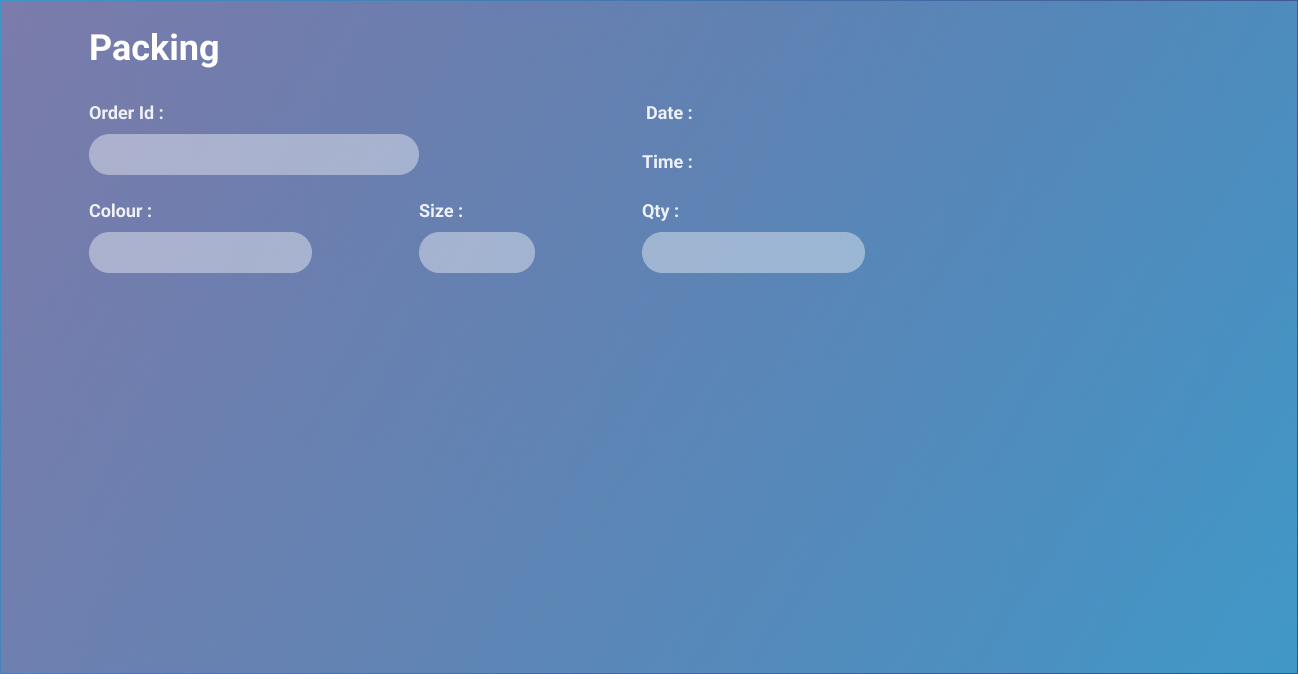 Packing
Order Id :
Date :
Time :
Colour :
Size :
Qty :